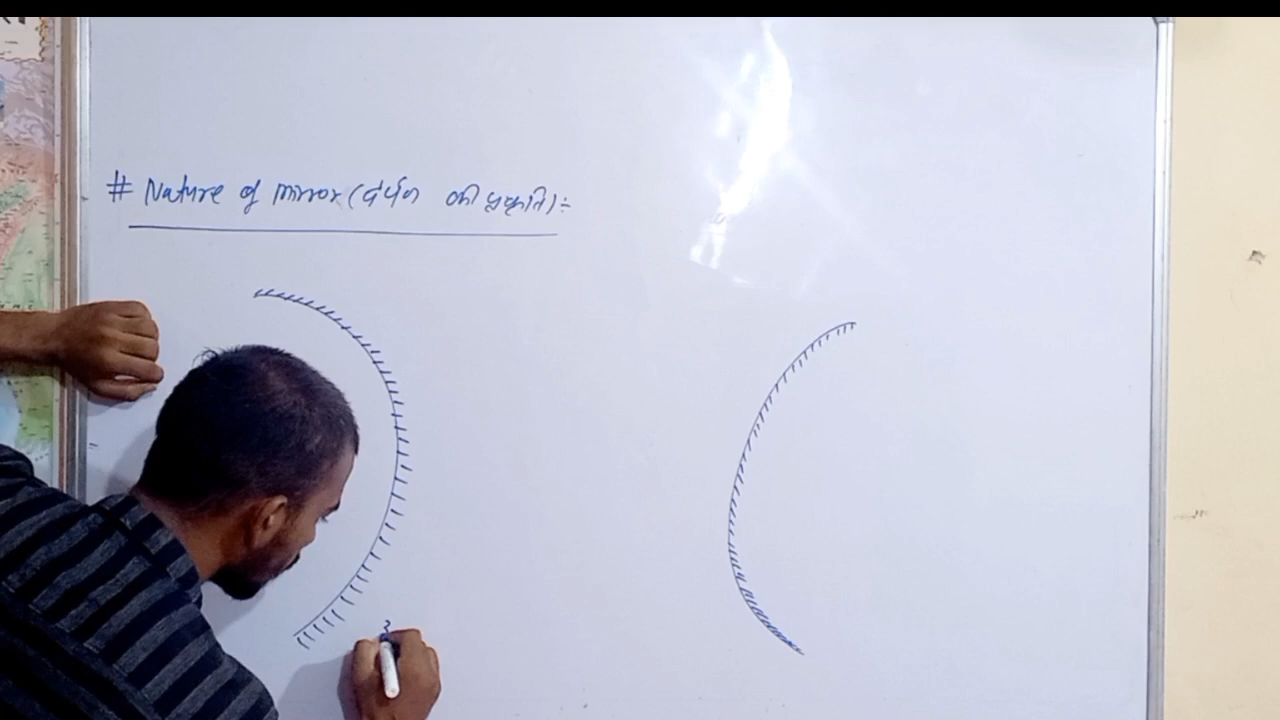 # Nature of mirror (दर्पण की प्रकृति) :-